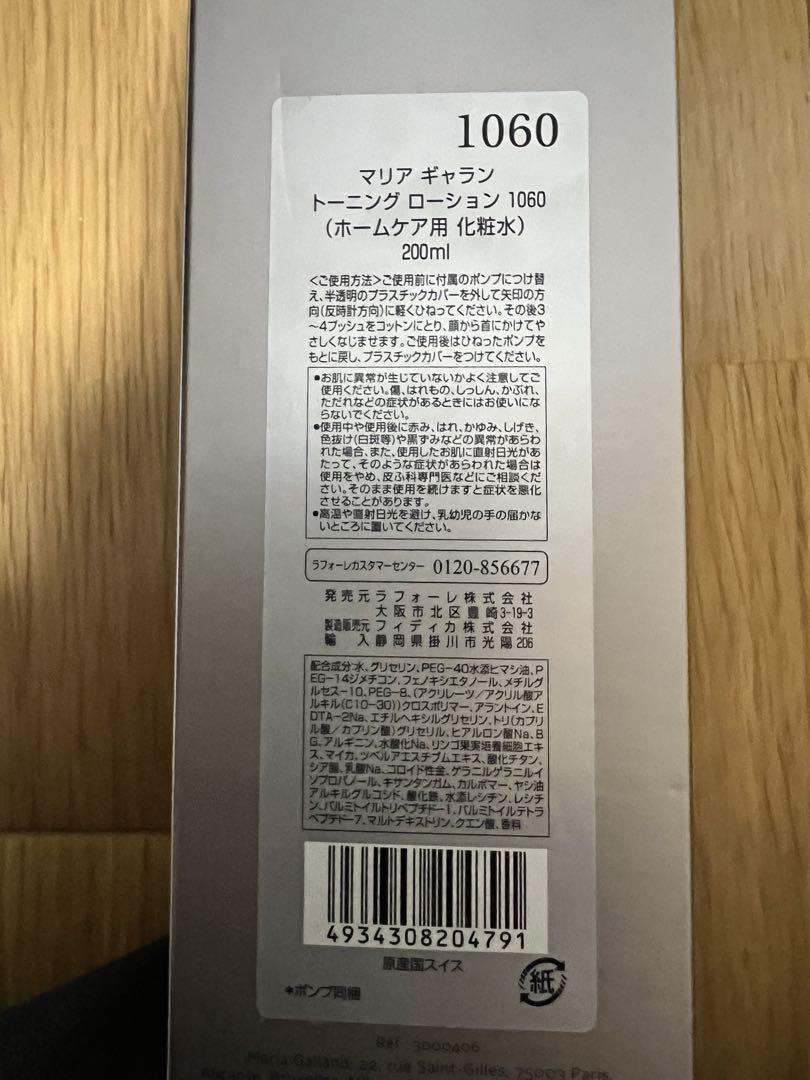 1060
マリア ギャラン
トーニング ローション 1060
(ホームケア用 化粧水)
200ml
<ご使用方法>ご使用前に付属のポンプにつけ替
え、半透明のプラスチックカバーを外して矢印の方
向(反時計方向)に軽くひねってください。その後3
～4プッシュをコットンにとり、顔から首にかけてや
さしくなじませます。ご使用後はひねったポンプを
もとに戻し、プラスチックカバーをつけてください。
●お肌に異常が生じていないかよく注意してご
使用ください。傷、はれもの、しっしん、かぶれ、
ただれなどの症状があるときにはお使いにな
らないでください。
●使用中や使用後に赤み、はれ、かゆみ、しげき、
色抜け(白斑等)や黒ずみなどの異常があらわ
れた場合、また、使用したお肌に直射日光があ
たって、そのような症状があらわれた場合は
使用をやめ、皮ふ科専門医などにご相談くだ
さい。そのまま使用を続けますと症状を悪化
させることがあります。
●高温や直射日光を避け、乳幼児の手の届かな
いところに置いてください。
ラフォーレカスタマーセンター 0120-856677
発売元 ラフォーレ株式会社
大阪市北区豊崎3-19-3
製造販売元 フィディカ株式会社
輸入 静岡県掛川市光陽206
配合成分:水、グリセリン、PEG-40水添ヒマシ油、P
EG-14ジメチコン、フェノキシエタノール、メチルグ
ルセス-10、PEG-8、(アクリレーツ/アクリル酸ア
ルキル(C10-30))クロスポリマー、アラントイン、E
DTA-2Na、エチルヘキシルグリセリン、トリ(カプリ
ル酸/カプリン酸)グリセリル、ヒアルロン酸Na、B
G、アルギニン、水酸化Na、リンゴ果実培養細胞エキ
ス、マイカ、ツベルアエスチブムエキス、酸化チタン、
シア脂、乳酸Na、コロイド性金、ゲラニルゲラニルイ
ソプロパノール、キサンタンガム、カルボマー、ヤシ油
アルキルグルコシド、酸化鉄、水添レシチン、レシチ
ン、パルミトイルトリペプチド-1、パルミトイルテトラ
ペプチド-7、マルトデキストリン、クエン酸、香料
4934308204791
原産国スイス
*ポンプ同梱
紙
Réf. 3000406
Maria Galland, 22, rue Saint-Gilles, 75003 Paris